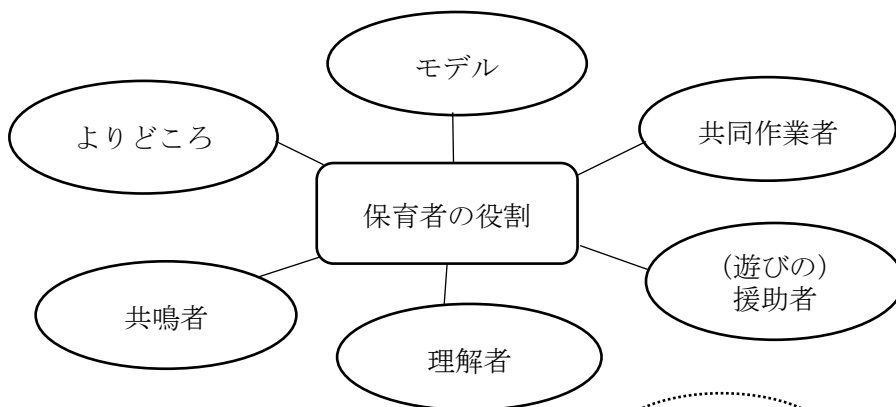 モデル
よりどころ
共同作業者
保育者の役割
(遊びの)
援助者
共鳴者
理解者